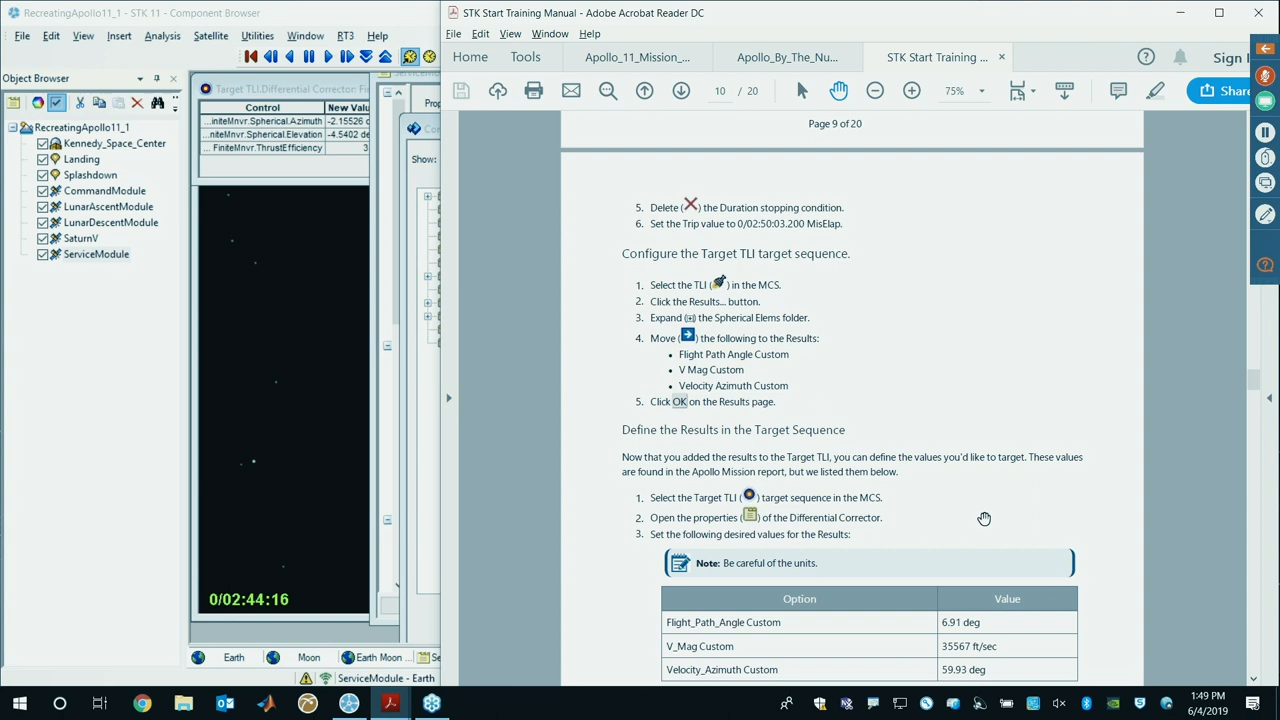 RecreatingApollo11_1 - STK 11 - Component Browser
File Edit View Insert Analysis Satellite Utilities Window RT3 Help
Object Browser
RecreatingApollo11_1
Kennedy_Space_Center
Landing
Splashdown
CommandModule
LunarAscentModule
LunarDescentModule
SaturnV
ServiceModule
Target TLI.Differential Corrector: Fi
Control New Valu
...initeMnvr.Spherical.Azimuth -2.15526 d
...niteMnvr.Spherical.Elevation -4.5402 de
... FiniteMnvr.ThrustEfficiency 3
0/02:44:16
Show:
Earth Moon Earth Moon ...
ServiceModule - Earth
STK Start Training Manual - Adobe Acrobat Reader DC
File Edit View Window Help
Home Tools Apollo_11_Mission_... Apollo_By_The_Nu... STK Start Training ... × Sign
10 / 20 75% Share
Page 9 of 20
5. Delete ( ) the Duration stopping condition.
6. Set the Trip value to 0/02:50:03.200 MisElap.
Configure the Target TLI target sequence.
1. Select the TLI ( ) in the MCS.
2. Click the Results... button.
3. Expand ( ) the Spherical Elems folder.
4. Move ( ) the following to the Results:
• Flight Path Angle Custom
• V Mag Custom
• Velocity Azimuth Custom
5. Click OK on the Results page.
Define the Results in the Target Sequence
Now that you added the results to the Target TLI, you can define the values you'd like to target. These values
are found in the Apollo Mission report, but we listed them below.
1. Select the Target TLI ( ) target sequence in the MCS.
2. Open the properties ( ) of the Differential Corrector.
3. Set the following desired values for the Results:
Note: Be careful of the units.
Option Value
Flight_Path_Angle Custom 6.91 deg
V_Mag Custom 35567 ft/sec
Velocity_Azimuth Custom 59.93 deg
1:49 PM
6/4/2019